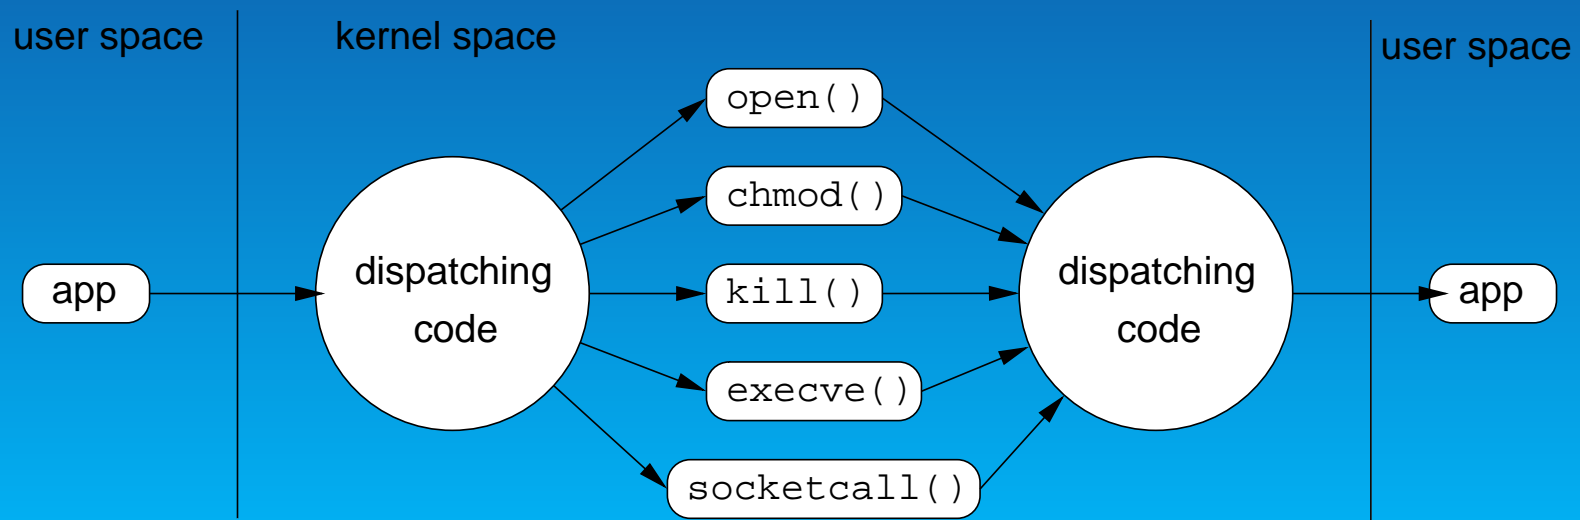 user space
kernel space
user space
open()
chmod()
app
dispatching
code
kill()
dispatching
code
app
execve()
socketcall()